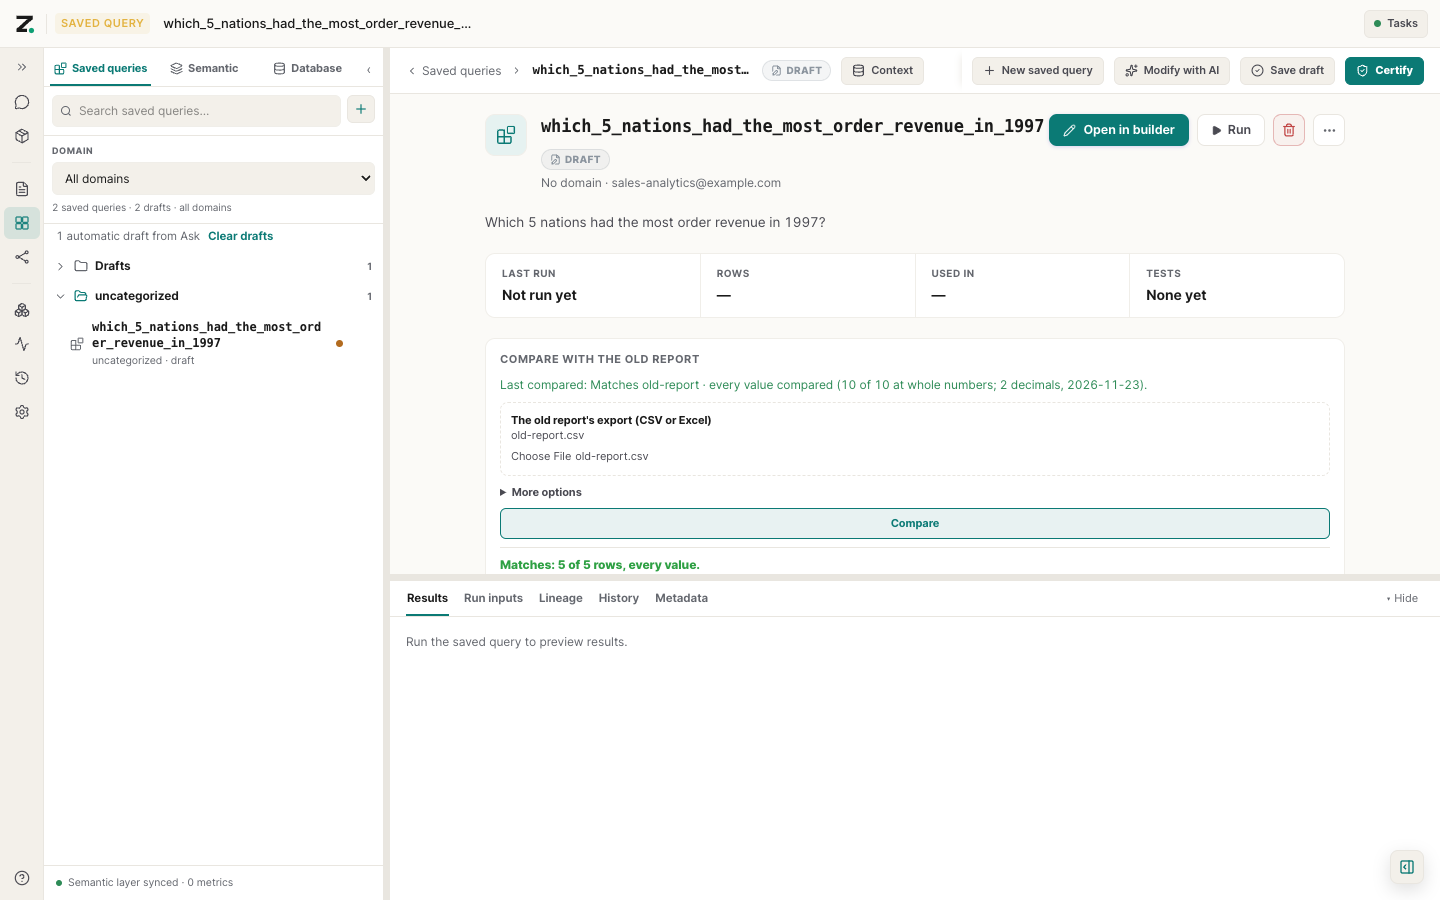 Z.
SAVED QUERY
which_5_nations_had_the_most_order_revenue_...
Tasks
Saved queries
Semantic
Database
Saved queries
which_5_nations_had_the_most…
DRAFT
Context
New saved query
Modify with AI
Save draft
Certify
Search saved queries...
DOMAIN
All domains
2 saved queries · 2 drafts · all domains
1 automatic draft from Ask Clear drafts
Drafts 1
uncategorized 1
which_5_nations_had_the_most_ord
er_revenue_in_1997
uncategorized · draft
Semantic layer synced · 0 metrics
which_5_nations_had_the_most_order_revenue_in_1997
Open in builder
Run
DRAFT
No domain · sales-analytics@example.com
Which 5 nations had the most order revenue in 1997?
LAST RUN
Not run yet
ROWS
—
USED IN
—
TESTS
None yet
COMPARE WITH THE OLD REPORT
Last compared: Matches old-report · every value compared (10 of 10 at whole numbers; 2 decimals, 2026-11-23).
The old report's export (CSV or Excel)
old-report.csv
Choose File old-report.csv
More options
Compare
Matches: 5 of 5 rows, every value.
Results
Run inputs
Lineage
History
Metadata
Hide
Run the saved query to preview results.